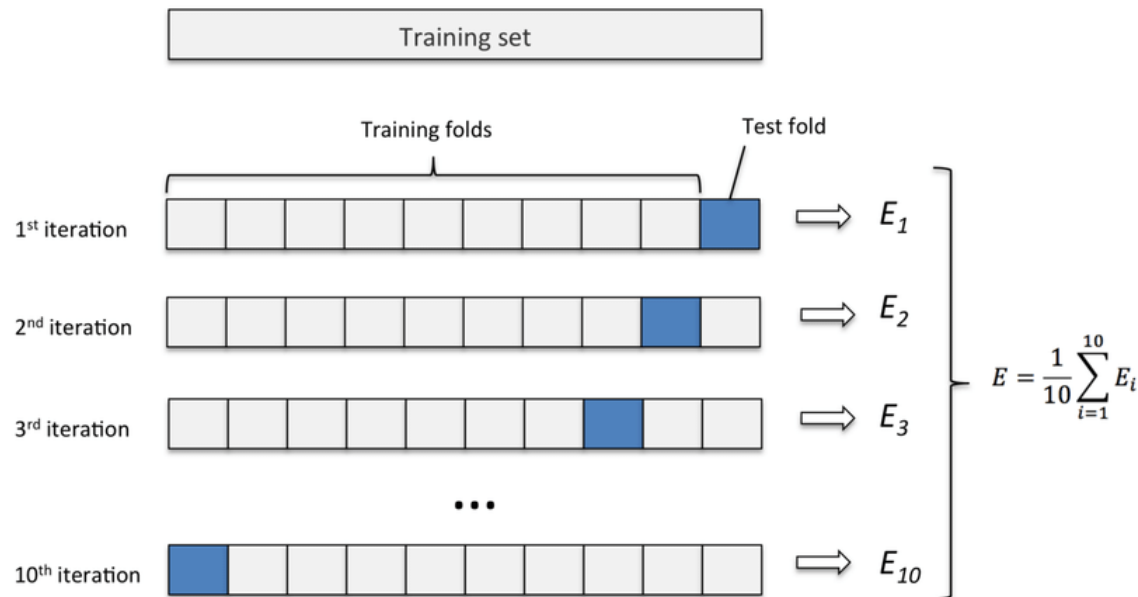 Training set
Training folds
Test fold
1st iteration
E1
2nd iteration
E2
3rd iteration
E3
...
10th iteration
E10
E = 1/10 10 ∑ i=1 Ei